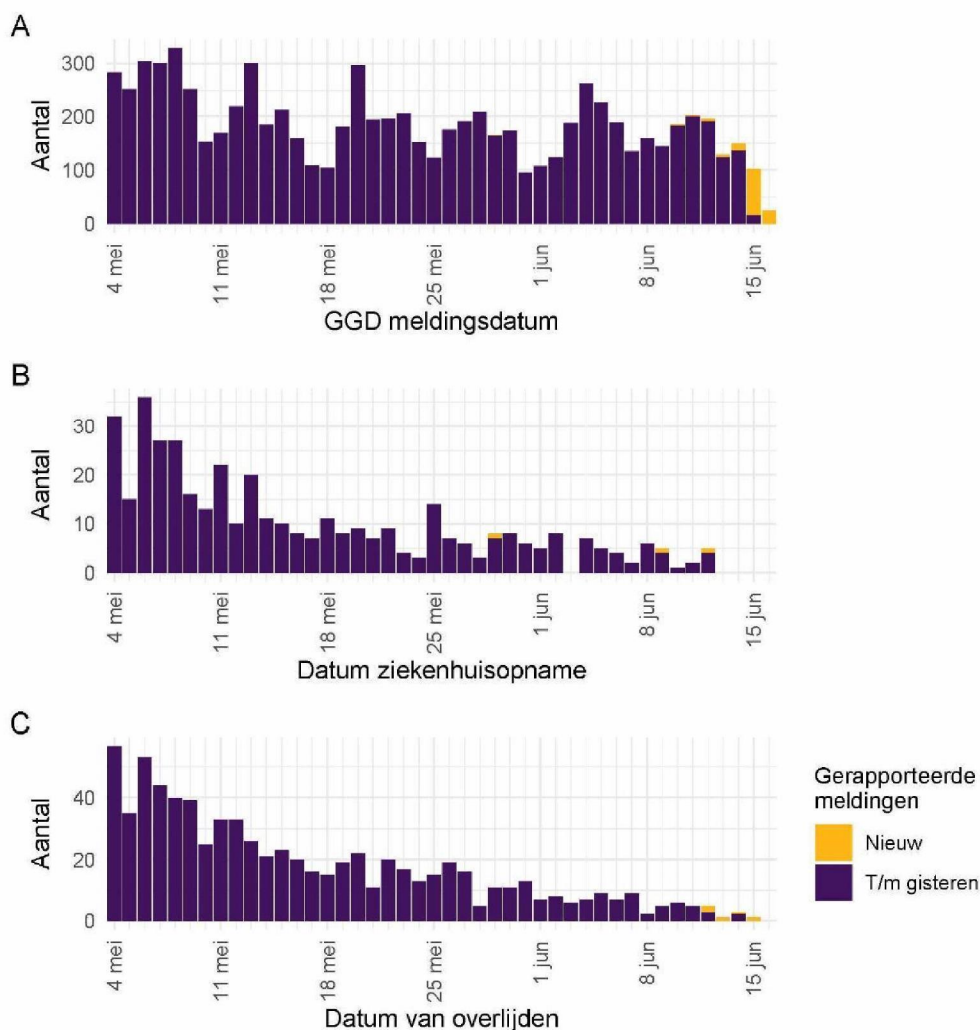 A
Aantal
300
200
100
0
4 mei
11 mei
18 mei
25 mei
1 jun
8 jun
15 jun
GGD meldingsdatum
B
Aantal
30
20
10
0
4 mei
11 mei
18 mei
25 mei
1 jun
8 jun
15 jun
Datum ziekenhuisopname
C
Aantal
40
20
0
4 mei
11 mei
18 mei
25 mei
1 jun
8 jun
15 jun
Datum van overlijden
Gerapporteerde
meldingen
Nieuw
T/m gisteren